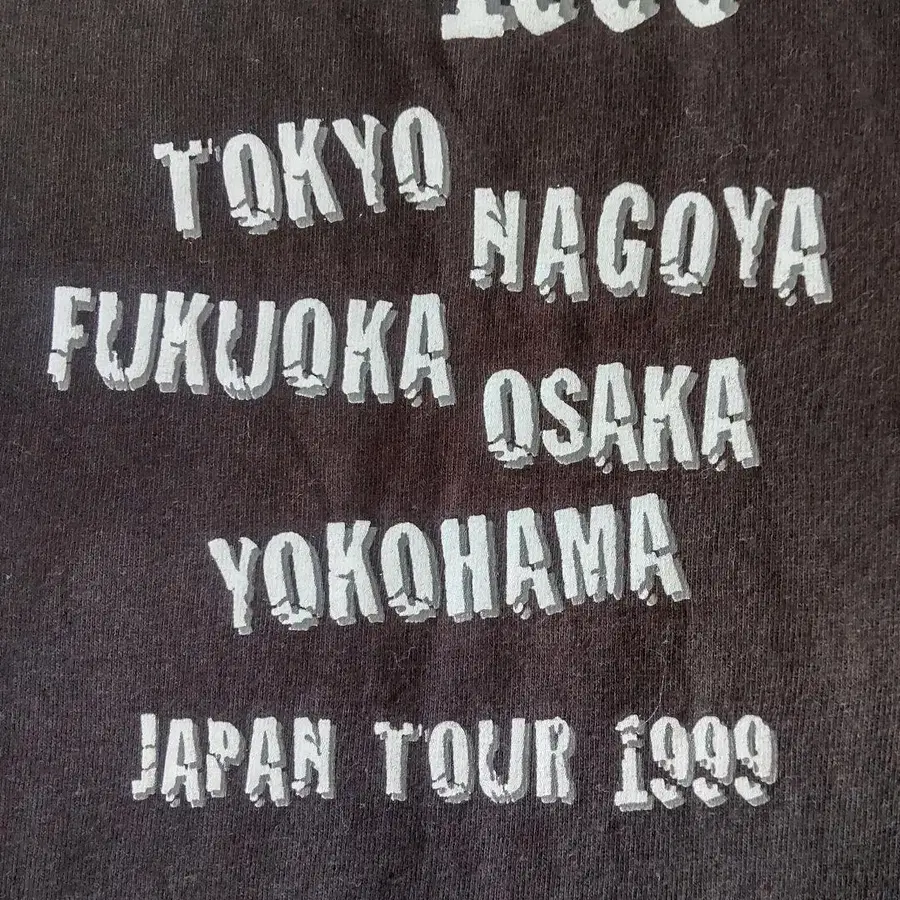 TOKYO
NAGOYA
FUKUOKA
OSAKA
YOKOHAMA
JAPAN TOUR 1999